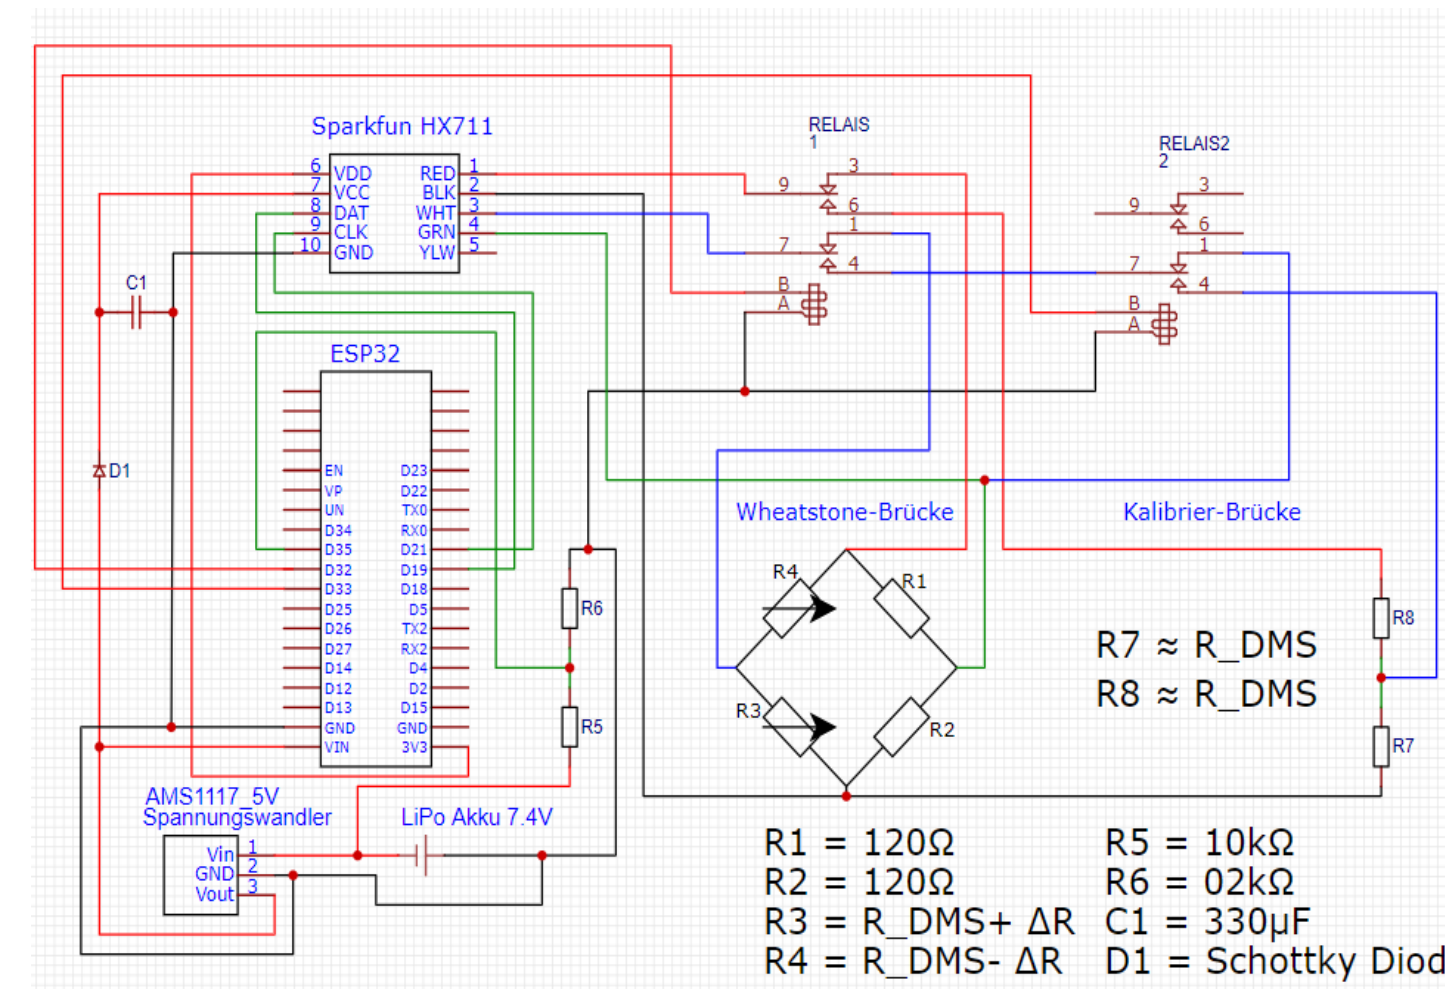 RELAIS
1
RELAIS2
2
Sparkfun HX711
6 VDD RED 1
7 VCC BLK 2
8 DAT WHT 3
9 CLK GRN 4
10 GND YLW 5
9 3
6
7 1
4
B
A
9 3
6
7 1
4
B
A
C1
ESP32
D1
EN D23
VP D22
UN TX0
D34 RX0
D35 D21
D32 D19
D33 D18
D25 D5
D26 TX2
D27 RX2
D14 D4
D12 D2
D13 D15
GND GND
VIN 3V3
R6
R5
Wheatstone-Brücke
Kalibrier-Brücke
R4
R1
R3
R2
R8
R7
R7 ≈ R_DMS
R8 ≈ R_DMS
AMS1117_5V
Spannungswandler
LiPo Akku 7.4V
Vin 1
GND 2
Vout 3
R1 = 120Ω
R2 = 120Ω
R3 = R_DMS+ ΔR
R4 = R_DMS- ΔR
R5 = 10kΩ
R6 = 02kΩ
C1 = 330µF
D1 = Schottky Diod